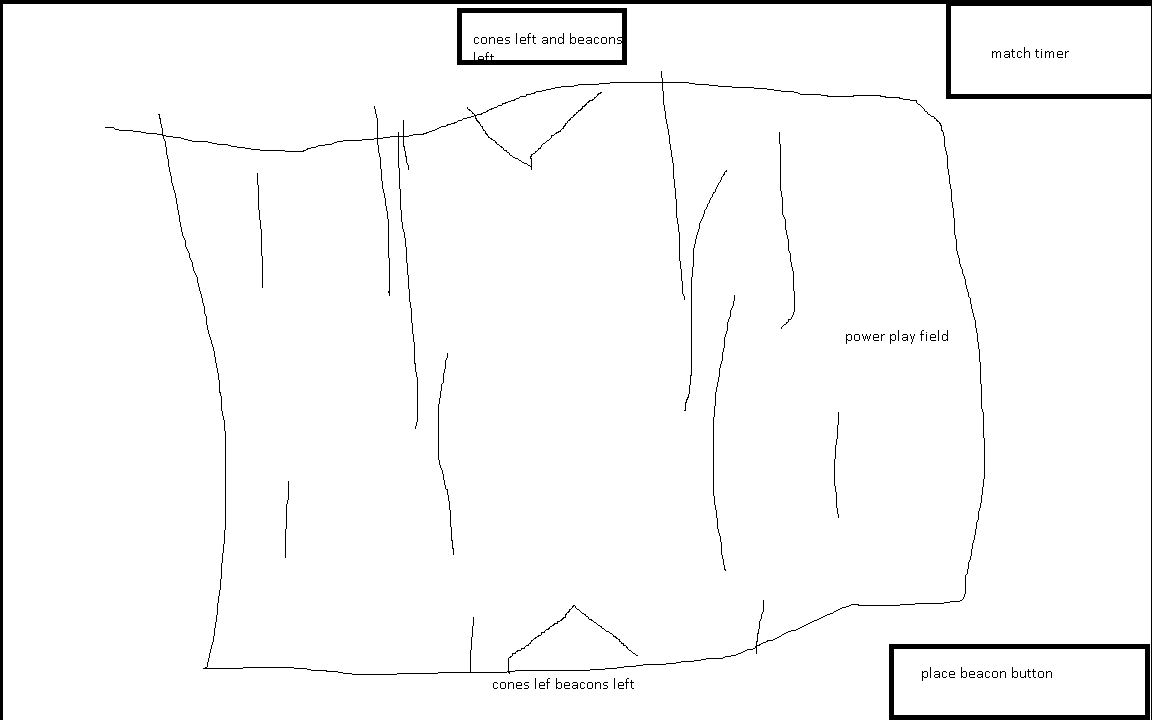 cones left and beacons
left
match timer
power play field
place beacon button
cones lef beacons left